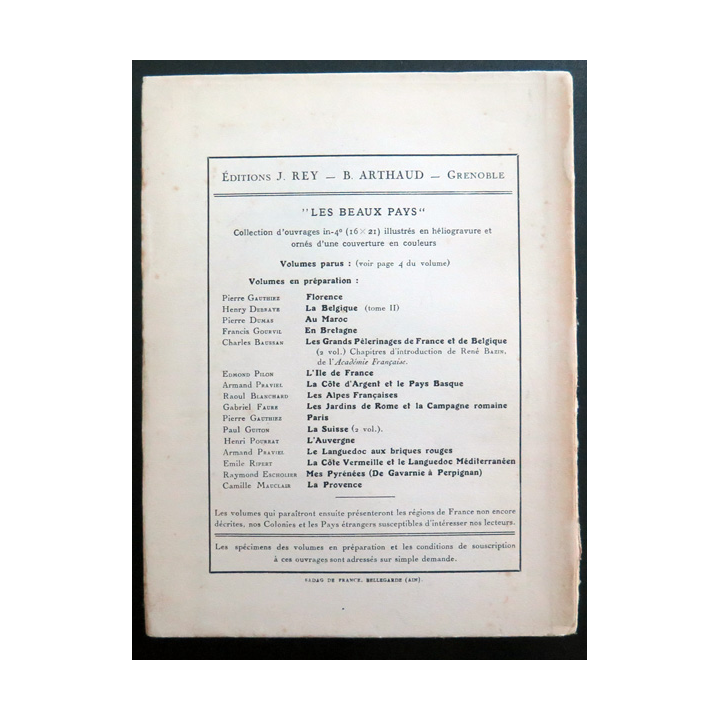 ÉDITIONS J. REY — B. ARTHAUD — GRENOBLE
"LES BEAUX PAYS"
Collection d'ouvrages in-4º (16 × 21) illustrés en héliogravure et
ornés d'une couverture en couleurs
Volumes parus : (voir page 4 du volume)
Volumes en préparation :
Pierre GAUTHIEZ Florence
Henry DEBRAYE La Belgique (tome II)
Pierre DUMAS Au Maroc
Francis GOURVIL En Bretagne
Charles BAUSSAN Les Grands Pèlerinages de France et de Belgique
(2 vol.) Chapitres d'introduction de René BAZIN,
de l'Académie Française.
EDMOND PILON L'Ile de France
Armand PRAVIEL La Côte d'Argent et le Pays Basque
Raoul BLANCHARD Les Alpes Françaises
Gabriel FAURE Les Jardins de Rome et la Campagne romaine
Pierre GAUTHIEZ Paris
Paul GUITON La Suisse (2 vol.).
Henri POURRAT L'Auvergne
Armand PRAVIEL Le Languedoc aux briques rouges
Emile RIPERT La Côte Vermeille et le Languedoc Méditerranéen
Raymond ESCHOLIER Mes Pyrénées (De Gavarnie à Perpignan)
Camille MAUCLAIR La Provence
Les volumes qui paraîtront ensuite présenteront les régions de France non encore
décrites, nos Colonies et les Pays étrangers susceptibles d'intéresser nos lecteurs.
Les spécimens des volumes en préparation et les conditions de souscription
à ces ouvrages sont adressés sur simple demande.
SADAG DE FRANCE, BELLEGARDE (AIN).